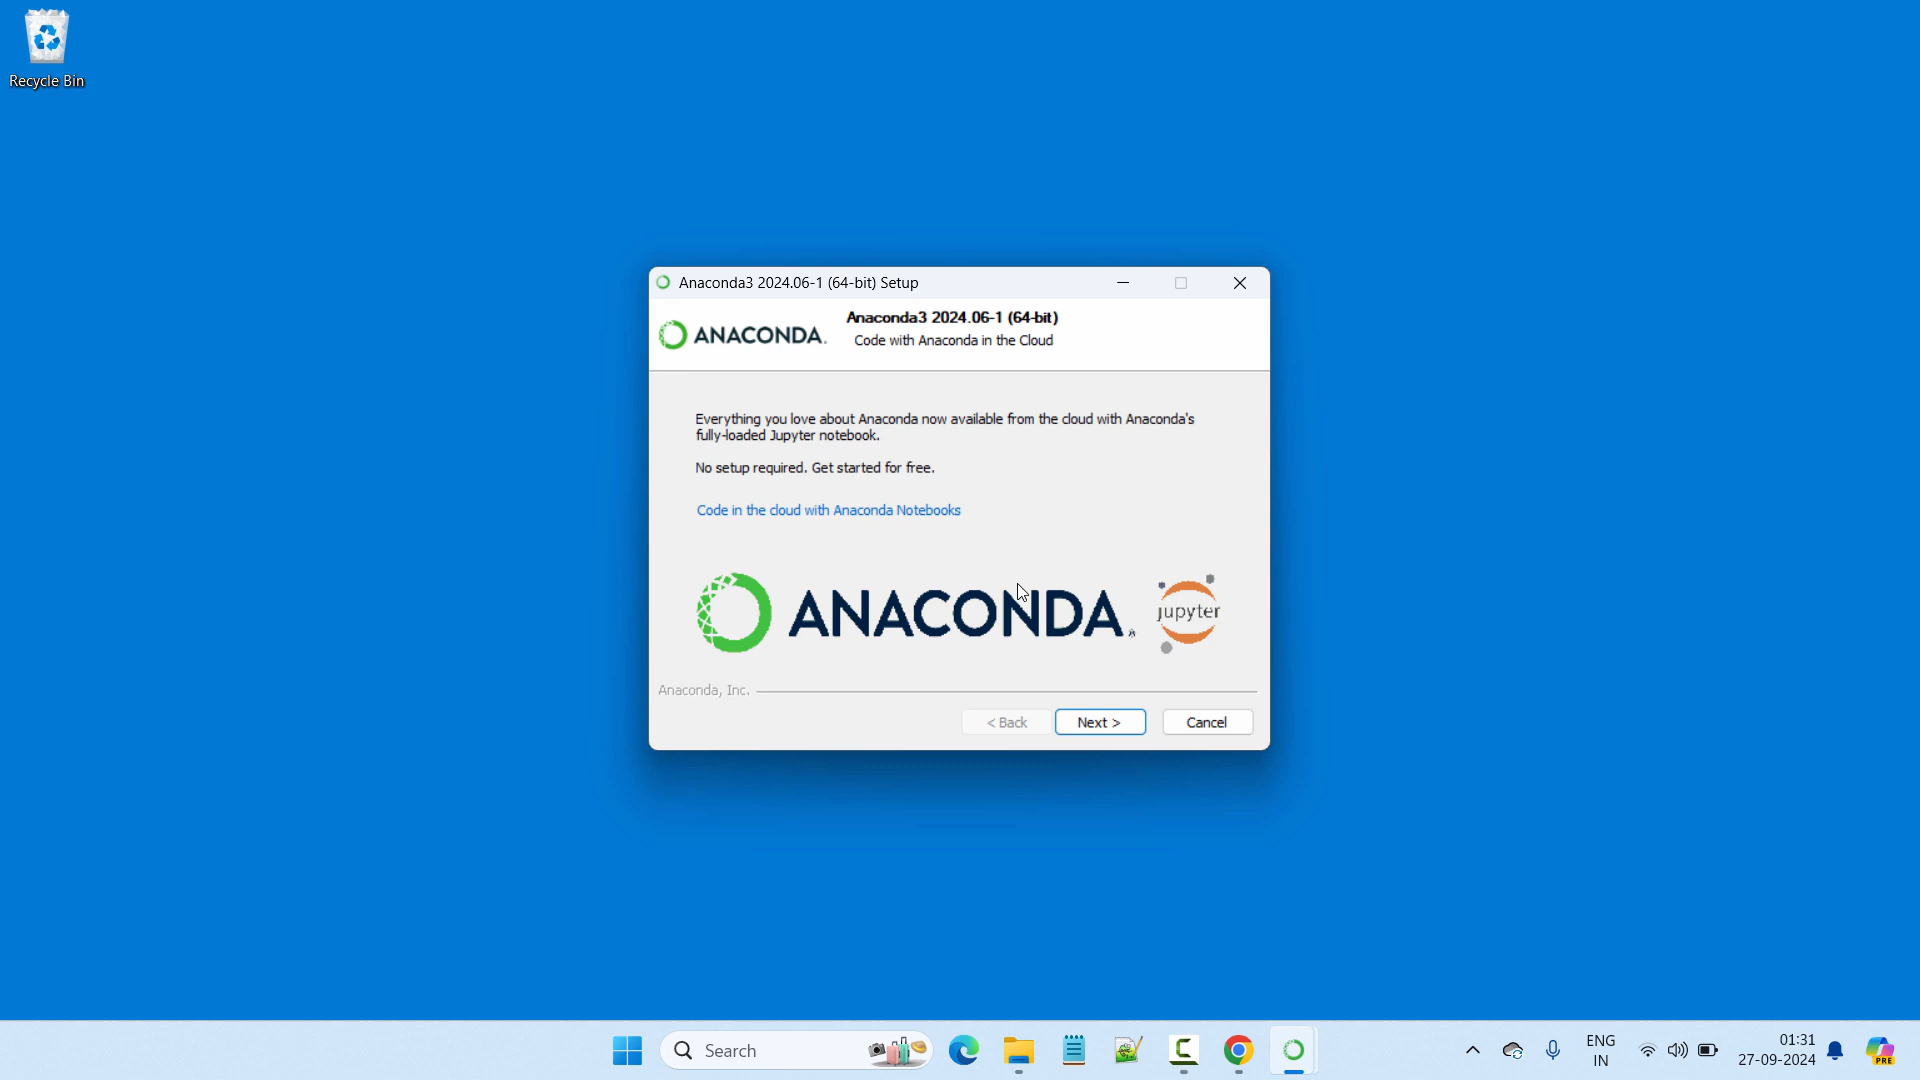 Recycle Bin
Anaconda3 2024.06-1 (64-bit) Setup
ANACONDA.
Anaconda3 2024.06-1 (64-bit)
Code with Anaconda in the Cloud
Everything you love about Anaconda now available from the cloud with Anaconda's
fully-loaded Jupyter notebook.
No setup required. Get started for free.
Code in the cloud with Anaconda Notebooks
ANACONDA.®
jupyter
Anaconda, Inc.
< Back
Next >
Cancel
Search
ENG
IN
01:31
27-09-2024
PRE